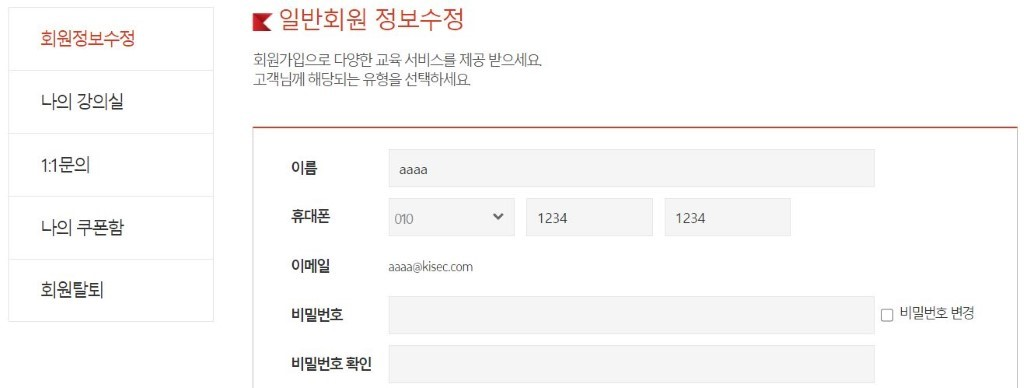 회원정보수정
나의 강의실
1:1문의
나의 쿠폰함
회원탈퇴
일반회원 정보수정
회원가입으로 다양한 교육 서비스를 제공 받으세요.
고객님께 해당되는 유형을 선택하세요.
이름 aaaa
휴대폰 010 1234 1234
이메일 aaaa@kisec.com
비밀번호 비밀번호 변경
비밀번호 확인